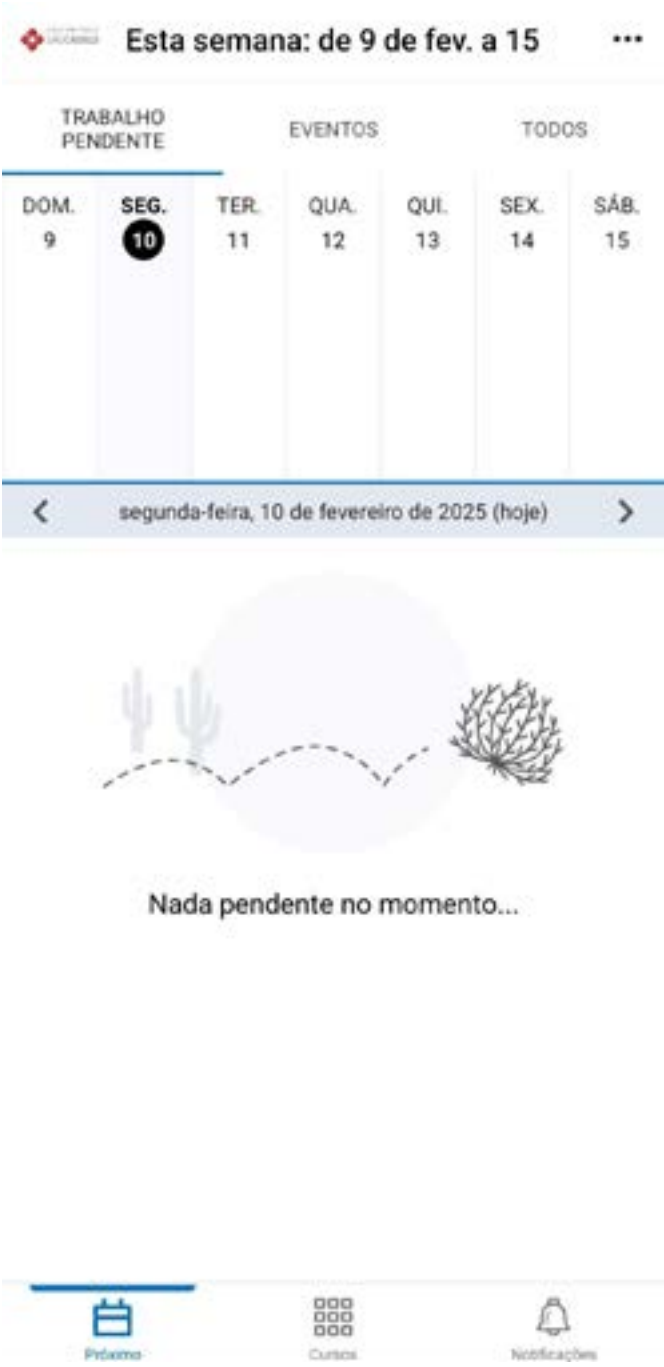 Esta semana: de 9 de fev. a 15
TRABALHO
PENDENTE
EVENTOS
TODOS
DOM. SEG. TER. QUA. QUI. SEX. SÁB.
9 10 11 12 13 14 15
segunda-feira, 10 de fevereiro de 2025 (hoje)
Nada pendente no momento...
Próximo Cursos Notificações